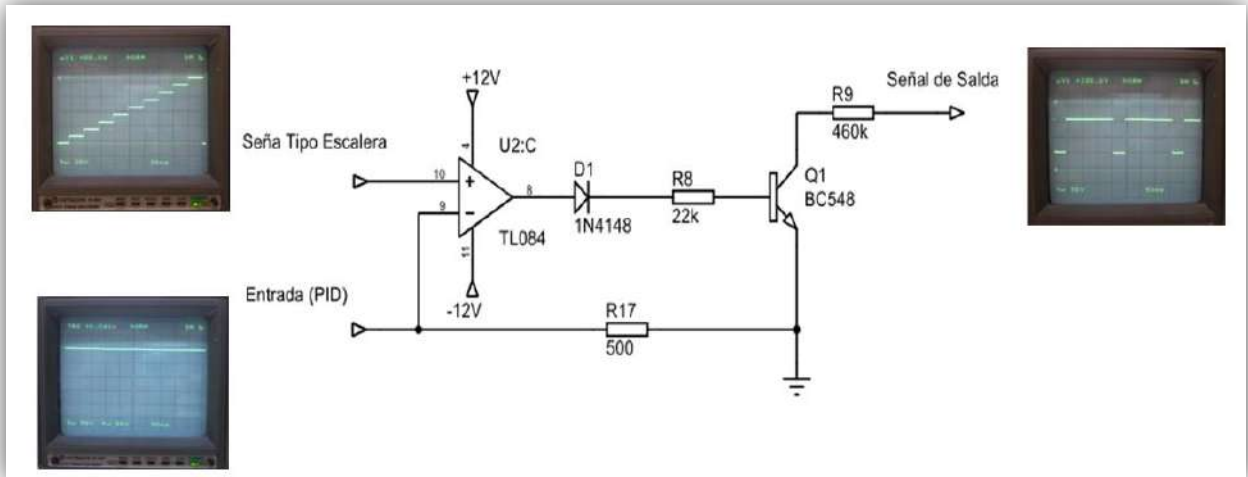 +12V
Señal de Salda
R9
460k
Seña Tipo Escalera
4
U2:C
10
+
D1
R8
Q1
BC548
8
9
-
1N4148
22k
TL084
11
Entrada (PID)
-12V
R17
500